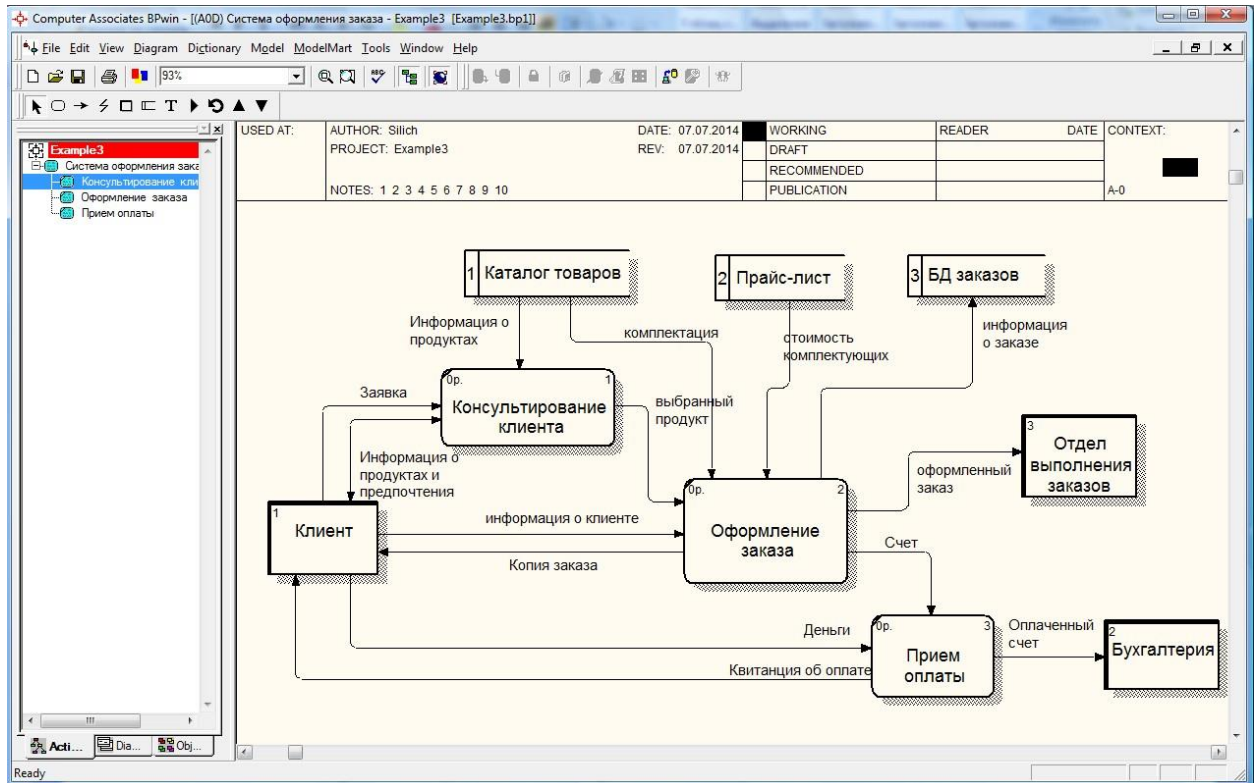 Computer Associates BPwin - [(A0D) Система оформления заказа - Example3 [Example3.bp1]]
File Edit View Diagram Dictionary Model ModelMart Tools Window Help
93%
USED AT:
AUTHOR: Silich
DATE: 07.07.2014
PROJECT: Example3
REV: 07.07.2014
NOTES: 1 2 3 4 5 6 7 8 9 10
WORKING
DRAFT
RECOMMENDED
PUBLICATION
READER
DATE
CONTEXT:
A-0
Example3
Система оформления зака
Консультирование кли
Оформление заказа
Прием оплаты
1 Каталог товаров
2 Прайс-лист
3 БД заказов
Информация о
продуктах
комплектация
стоимость
комплектующих
информация
о заказе
Заявка
0р. 1
Консультирование
клиента
выбранный
продукт
3
Отдел
выполнения
заказов
Информация о
продуктах и
предпочтения
оформленный
заказ
1
Клиент
информация о клиенте
0р. 2
Оформление
заказа
Копия заказа
Счет
Деньги
0р. 3
Прием
оплаты
Оплаченный
счет
2
Бухгалтерия
Квитанция об оплате
Acti...
Dia...
Obj...
Ready